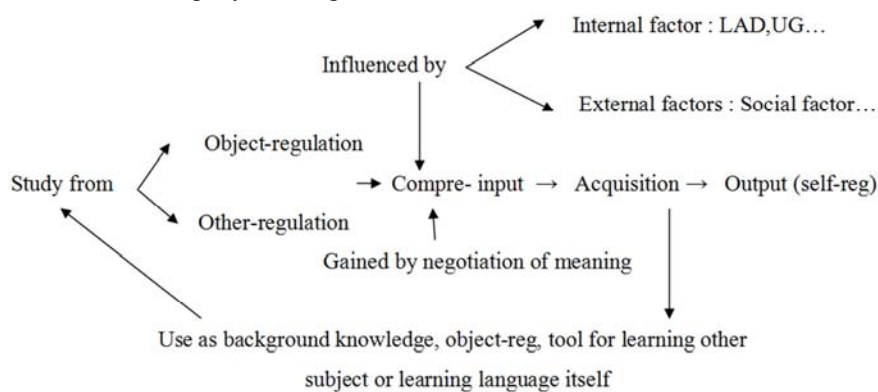 Internal factor : LAD,UG…
Influenced by
External factors : Social factor…
Object-regulation
Study from
Compre- input → Acquisition → Output (self-reg)
Other-regulation
Gained by negotiation of meaning
Use as background knowledge, object-reg, tool for learning other
subject or learning language itself